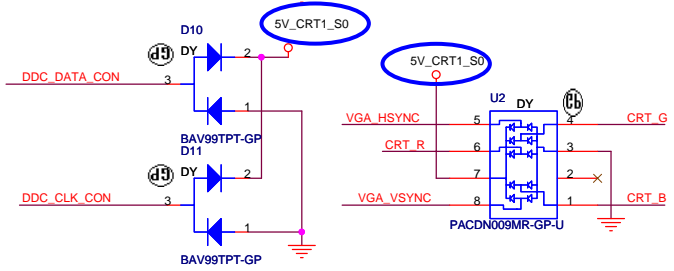 5V_CRT1_S0
D10
DY
2
DDC_DATA_CON
3
1
BAV99TPT-GP
D11
DY
2
DDC_CLK_CON
3
1
BAV99TPT-GP
5V_CRT1_S0
U2
DY
VGA_HSYNC
5
4
CRT_G
CRT_R
6
3
7
2
VGA_VSYNC
8
1
CRT_B
PACDN009MR-GP-U